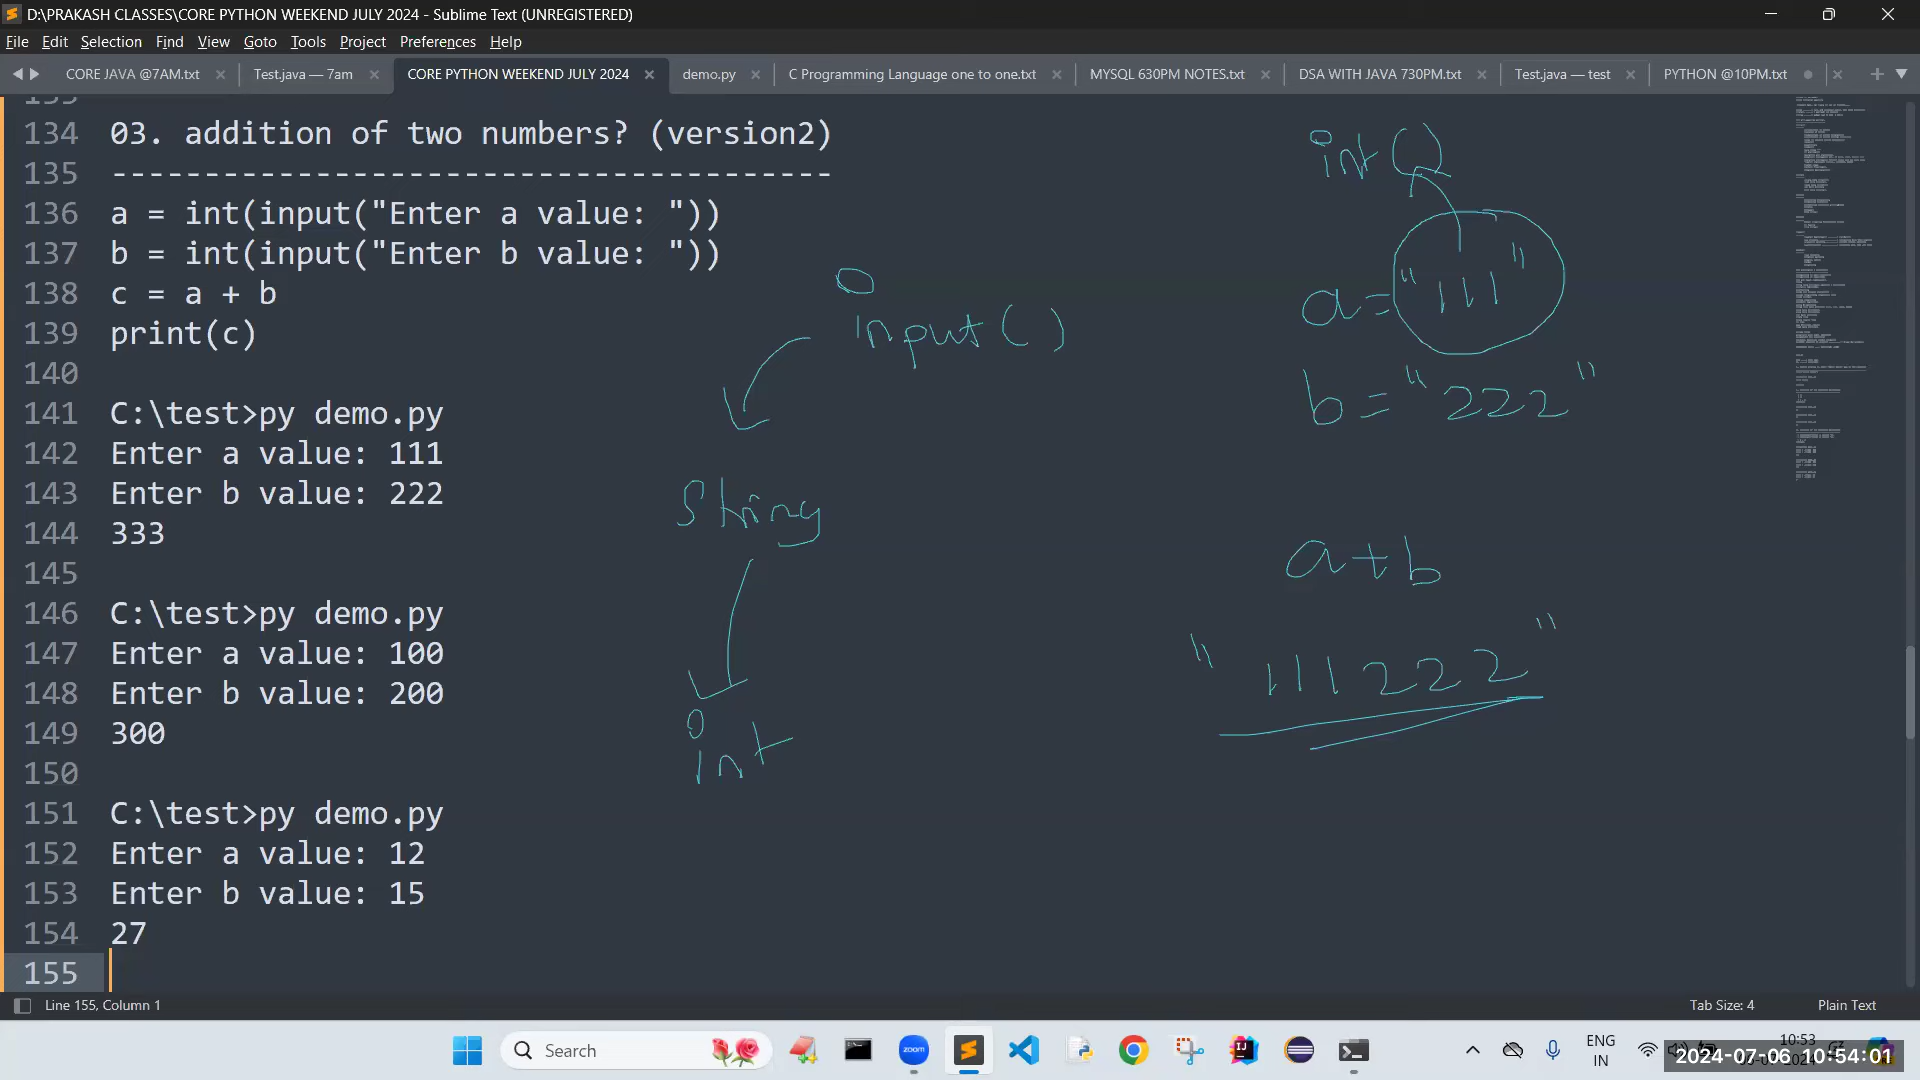 D:\PRAKASH CLASSES\CORE PYTHON WEEKEND JULY 2024 - Sublime Text (UNREGISTERED)
File Edit Selection Find View Goto Tools Project Preferences Help
CORE JAVA @7AM.txt Test.java — 7am CORE PYTHON WEEKEND JULY 2024 demo.py C Programming Language one to one.txt MYSQL 630PM NOTES.txt DSA WITH JAVA 730PM.txt Test.java — test PYTHON @10PM.txt
134 03. addition of two numbers? (version2)
135 ---------------------------------------
136 a = int(input("Enter a value: "))
137 b = int(input("Enter b value: "))
138 c = a + b
139 print(c)
140
141 C:\test>py demo.py
142 Enter a value: 111
143 Enter b value: 222
144 333
145
146 C:\test>py demo.py
147 Enter a value: 100
148 Enter b value: 200
149 300
150
151 C:\test>py demo.py
152 Enter a value: 12
153 Enter b value: 15
154 27
155
input()
String
int
int()
a = "111"
b = "222"
a+b
"111222"
Line 155, Column 1 Tab Size: 4 Plain Text
Search
zoom
ENG
IN
10:53
2024-07-06 10:54:01